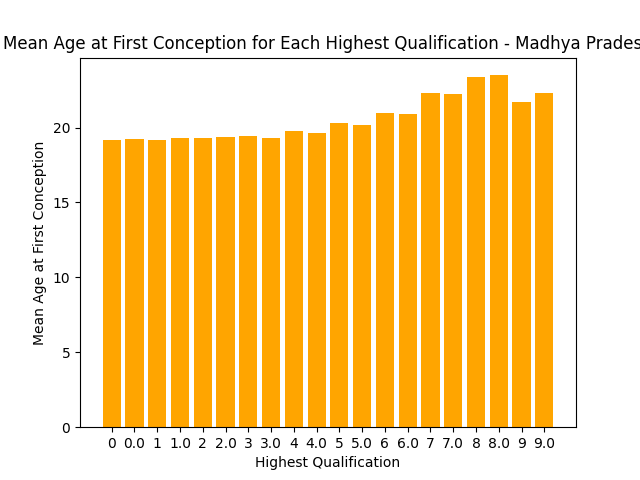 Mean Age at First Conception for Each Highest Qualification - Madhya Prades
Mean Age at First Conception
20
15
10
5
0
0 0.0 1 1.0 2 2.0 3 3.0 4 4.0 5 5.0 6 6.0 7 7.0 8 8.0 9 9.0
Highest Qualification